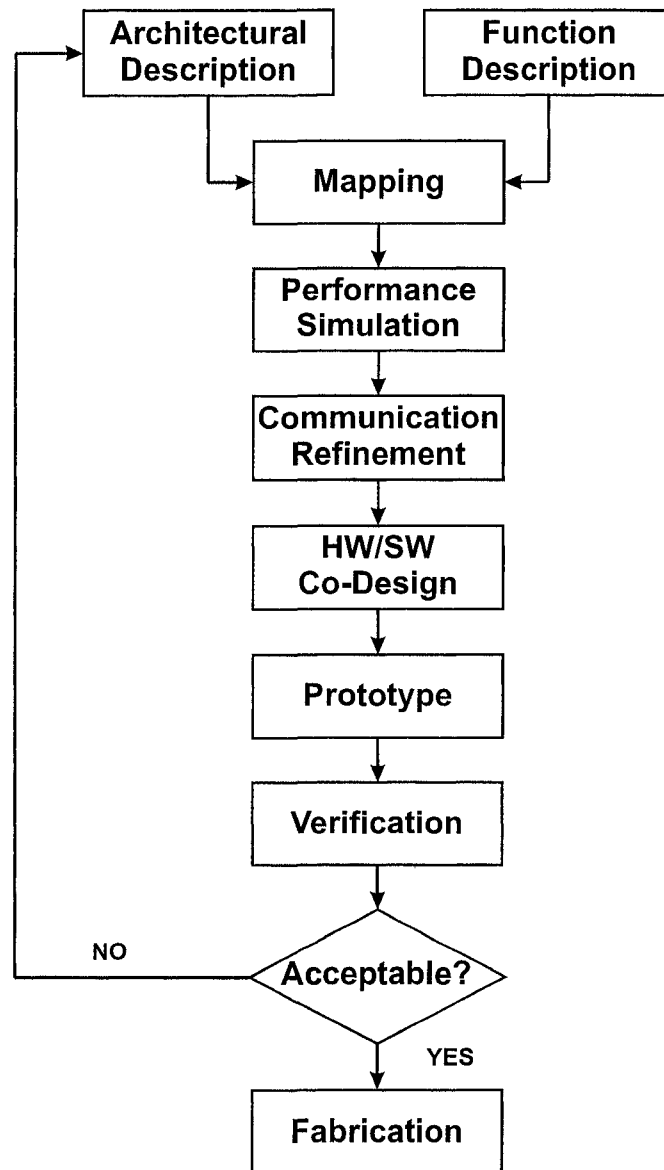 Architectural
Description
Function
Description
Mapping
Performance
Simulation
Communication
Refinement
HW/SW
Co-Design
Prototype
Verification
Acceptable?
NO
YES
Fabrication